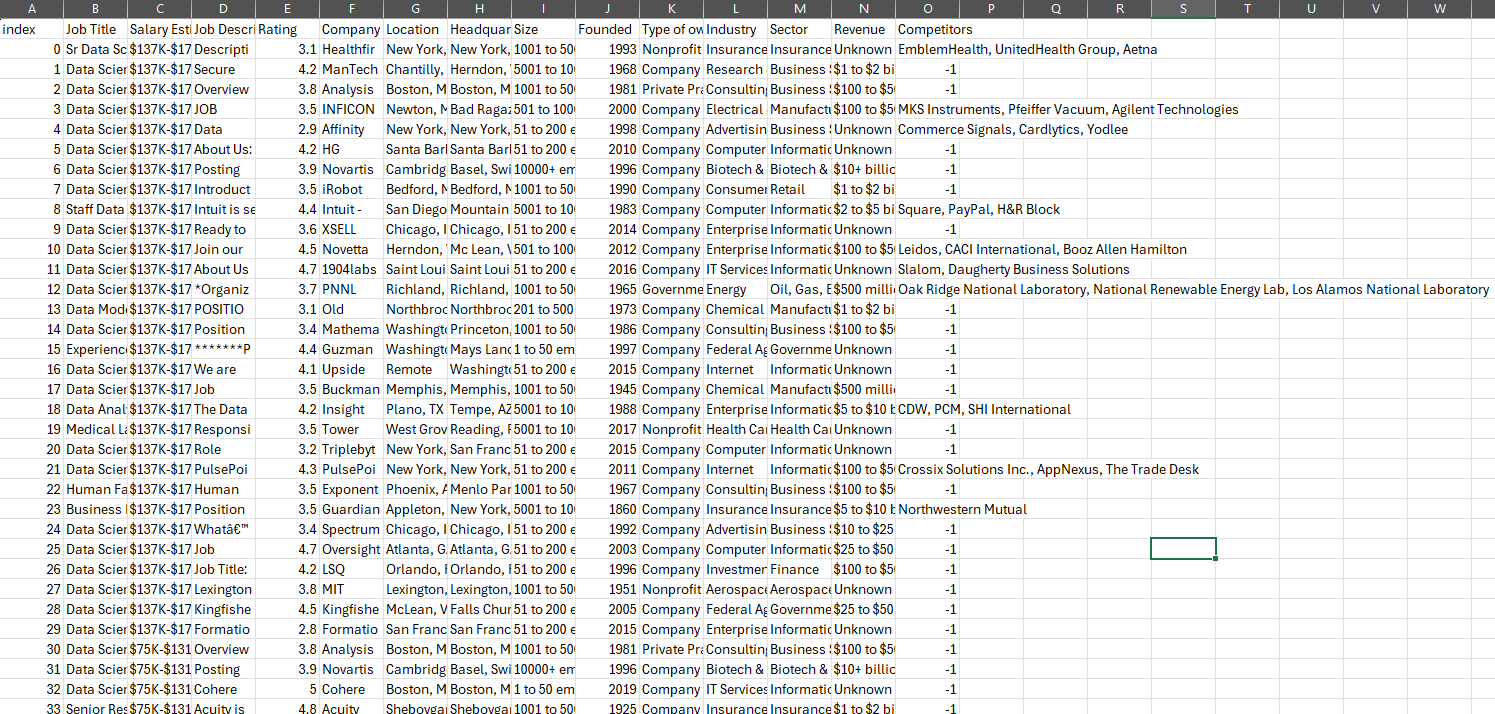 A B C D E F G H I J K L M N O P Q R S T U V W
index Job Title Salary Esti Job Descri Rating Company Location Headquar Size Founded Type of ow Industry Sector Revenue Competitors
0 Sr Data Sc $137K-$17 Descripti 3.1 Healthfir New York, New York, 1001 to 50 1993 Nonprofit Insurance Insurance Unknown EmblemHealth, UnitedHealth Group, Aetna
1 Data Scier $137K-$17 Secure 4.2 ManTech Chantilly, Herndon, 5001 to 10 1968 Company Research Business $1 to $2 bi -1
2 Data Scier $137K-$17 Overview 3.8 Analysis Boston, M Boston, M 1001 to 50 1981 Private Pra Consulting Business $100 to $5 -1
3 Data Scier $137K-$17 JOB 3.5 INFICON Newton, M Bad Ragaz 501 to 100 2000 Company Electrical Manufactu $100 to $5 MKS Instruments, Pfeiffer Vacuum, Agilent Technologies
4 Data Scier $137K-$17 Data 2.9 Affinity New York, New York, 51 to 200 e 1998 Company Advertisin Business Unknown Commerce Signals, Cardlytics, Yodlee
5 Data Scier $137K-$17 About Us: 4.2 HG Santa Bar Santa Bar 51 to 200 e 2010 Company Computer Informatic Unknown -1
6 Data Scier $137K-$17 Posting 3.9 Novartis Cambridg Basel, Swi 10000+ em 1996 Company Biotech & Biotech & $10+ billic -1
7 Data Scier $137K-$17 Introduct 3.5 iRobot Bedford, M Bedford, M 1001 to 50 1990 Company Consumer Retail $1 to $2 bi -1
8 Staff Data $137K-$17 Intuit is se 4.4 Intuit - San Diego Mountain 5001 to 10 1983 Company Computer Informatic $2 to $5 bi Square, PayPal, H&R Block
9 Data Scier $137K-$17 Ready to 3.6 XSELL Chicago, I Chicago, I 51 to 200 e 2014 Company Enterprise Informatic Unknown -1
10 Data Scier $137K-$17 Join our 4.5 Novetta Herndon, Mc Lean, V 501 to 100 2012 Company Enterprise Informatic $100 to $5 Leidos, CACI International, Booz Allen Hamilton
11 Data Scier $137K-$17 About Us 4.7 1904labs Saint Loui Saint Loui 51 to 200 e 2016 Company IT Services Informatic Unknown Slalom, Daugherty Business Solutions
12 Data Scier $137K-$17 *Organiz 3.7 PNNL Richland, Richland, 1001 to 50 1965 Governme Energy Oil, Gas, E $500 milli Oak Ridge National Laboratory, National Renewable Energy Lab, Los Alamos National Laboratory
13 Data Mode $137K-$17 POSITIO 3.1 Old Northbroc Northbroc 201 to 500 1973 Company Chemical Manufactu $1 to $2 bi -1
14 Data Scier $137K-$17 Position 3.4 Mathema Washingto Princeton, 1001 to 50 1986 Company Consulting Business $100 to $5 -1
15 Experienc $137K-$17 *******P 4.4 Guzman Washingto Mays Lanc 1 to 50 em 1997 Company Federal Ag Governme Unknown -1
16 Data Scier $137K-$17 We are 4.1 Upside Remote Washingto 51 to 200 e 2015 Company Internet Informatic Unknown -1
17 Data Scier $137K-$17 Job 3.5 Buckman Memphis, Memphis, 1001 to 50 1945 Company Chemical Manufactu $500 milli -1
18 Data Anal $137K-$17 The Data 4.2 Insight Plano, TX Tempe, AZ 5001 to 10 1988 Company Enterprise Informatic $5 to $10 b CDW, PCM, SHI International
19 Medical La $137K-$17 Responsi 3.5 Tower West Grov Reading, P 5001 to 10 2017 Nonprofit Health Car Health Car Unknown -1
20 Data Scier $137K-$17 Role 3.2 Triplebyt New York, San Franc 51 to 200 e 2015 Company Computer Informatic Unknown -1
21 Data Scier $137K-$17 PulsePoi 4.3 PulsePoi New York, New York, 51 to 200 e 2011 Company Internet Informatic $100 to $5 Crossix Solutions Inc., AppNexus, The Trade Desk
22 Human Fa $137K-$17 Human 3.5 Exponent Phoenix, A Menlo Par 1001 to 50 1967 Company Consulting Business $100 to $5 -1
23 Business $137K-$17 Position 3.5 Guardian Appleton, New York, 5001 to 10 1860 Company Insurance Insurance $5 to $10 b Northwestern Mutual
24 Data Scier $137K-$17 Whatâ€™ 3.4 Spectrum Chicago, I Chicago, I 51 to 200 e 1992 Company Advertisin Business $10 to $25 -1
25 Data Scier $137K-$17 Job 4.7 Oversight Atlanta, G Atlanta, G 51 to 200 e 2003 Company Computer Informatic $25 to $50 -1
26 Data Scier $137K-$17 Job Title: 4.2 LSQ Orlando, F Orlando, F 51 to 200 e 1996 Company Investmen Finance $100 to $5 -1
27 Data Scier $137K-$17 Lexington 3.8 MIT Lexington, Lexington, 1001 to 50 1951 Nonprofit Aerospace Aerospace Unknown -1
28 Data Scier $137K-$17 Kingfishe 4.5 Kingfishe McLean, V Falls Chur 51 to 200 e 2005 Company Federal Ag Governme $25 to $50 -1
29 Data Scier $137K-$17 Formatio 2.8 Formatio San Franc San Franc 51 to 200 e 2015 Company Enterprise Informatic Unknown -1
30 Data Scier $75K-$131 Overview 3.8 Analysis Boston, M Boston, M 1001 to 50 1981 Private Pra Consulting Business $100 to $5 -1
31 Data Scier $75K-$131 Posting 3.9 Novartis Cambridg Basel, Swi 10000+ em 1996 Company Biotech & Biotech & $10+ billic -1
32 Data Scier $75K-$131 Cohere 5 Cohere Boston, M Boston, M 1 to 50 em 2019 Company IT Services Informatic Unknown -1
33 Senior Res $75K-$131 Acuity is 4.8 Acuity Sheboygan Sheboygan 1001 to 50 1925 Company Insurance Insurance $1 to $2 bi -1